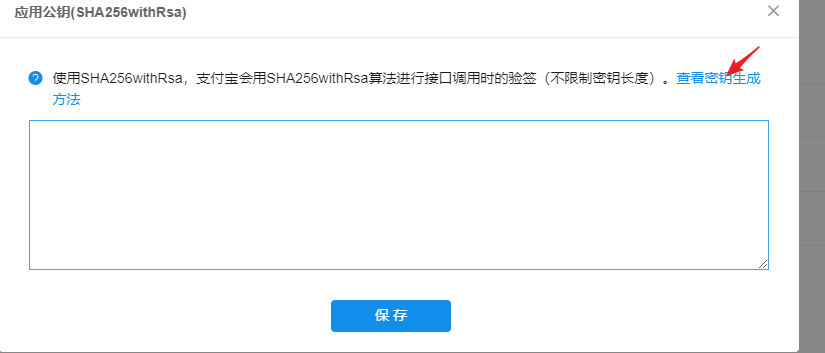 应用公钥(SHA256withRsa)
使用SHA256withRsa，支付宝会用SHA256withRsa算法进行接口调用时的验签（不限制密钥长度）。查看密钥生成
方法
保 存